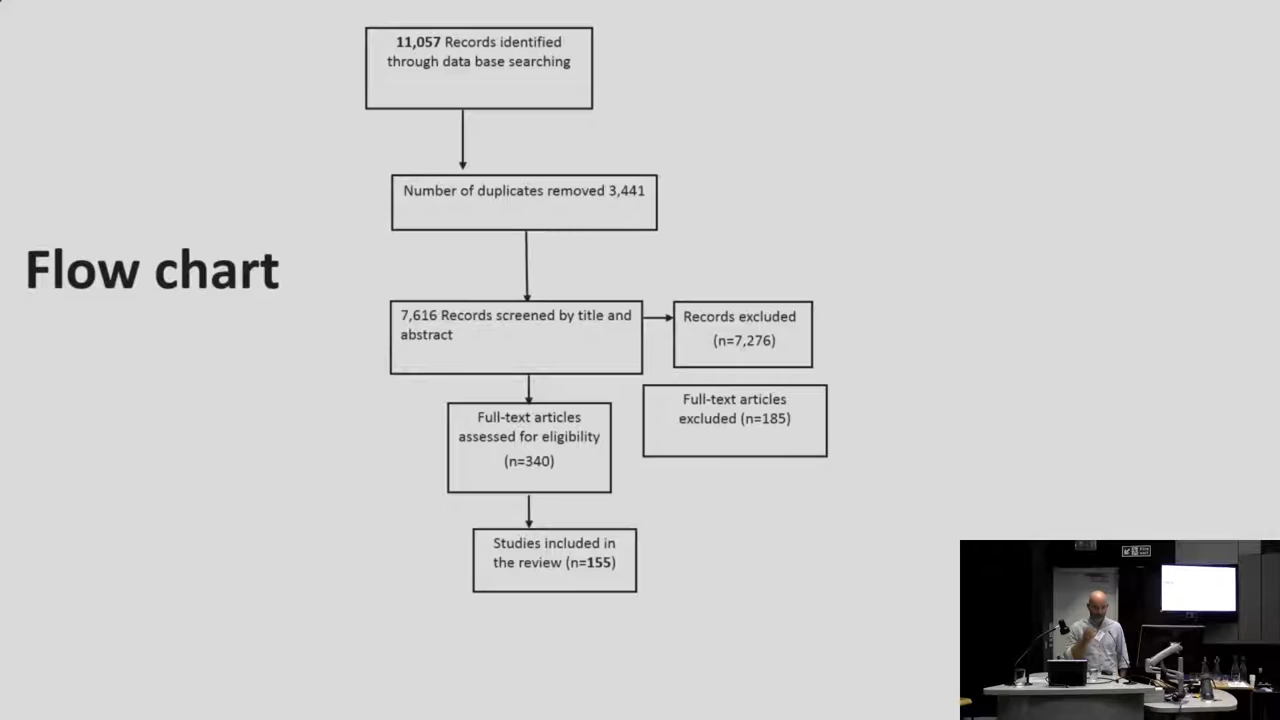 11,057 Records identified
through data base searching
Number of duplicates removed 3,441
Flow chart
7,616 Records screened by title and
abstract
Records excluded
(n=7,276)
Full-text articles
excluded (n=185)
Full-text articles
assessed for eligibility
(n=340)
Studies included in
the review (n=155)